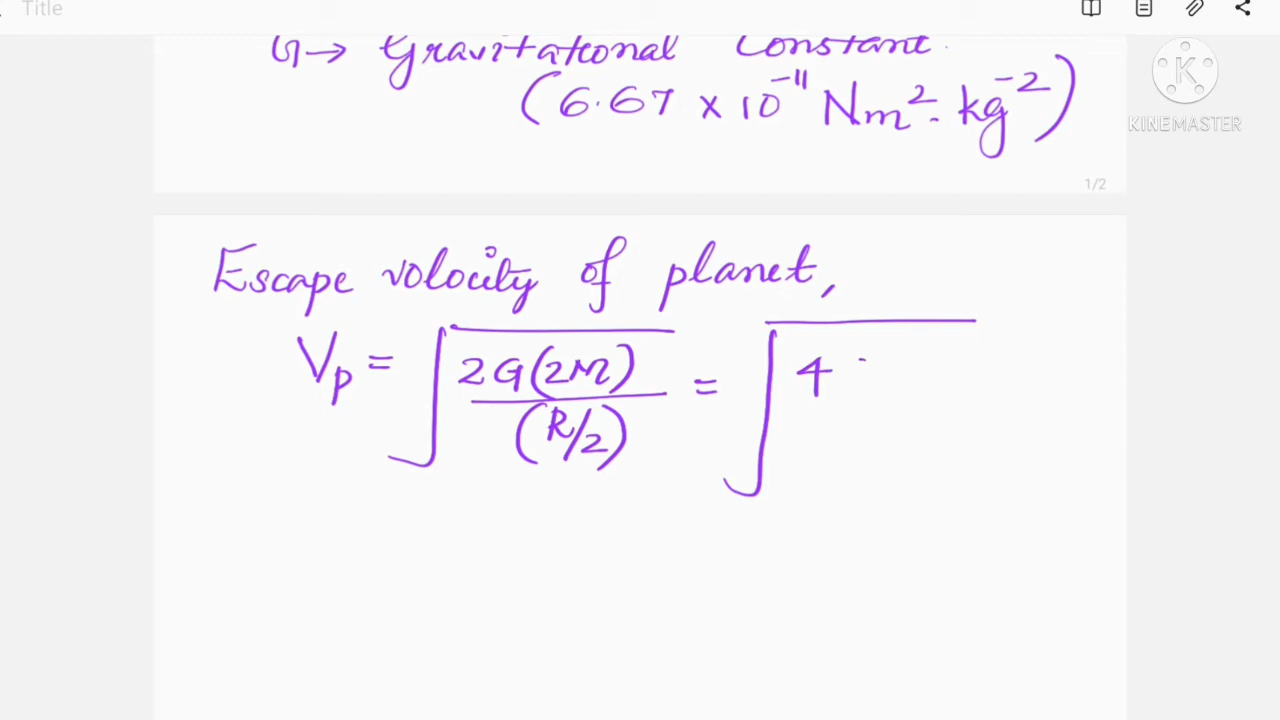 Title
G → Gravitational Constant
(6.67 x 10⁻¹¹ Nm². kg⁻²)
KINEMASTER
1/2
Escape volocity of planet,
Vp = √(2G(2M)/(R/2)) = √(4